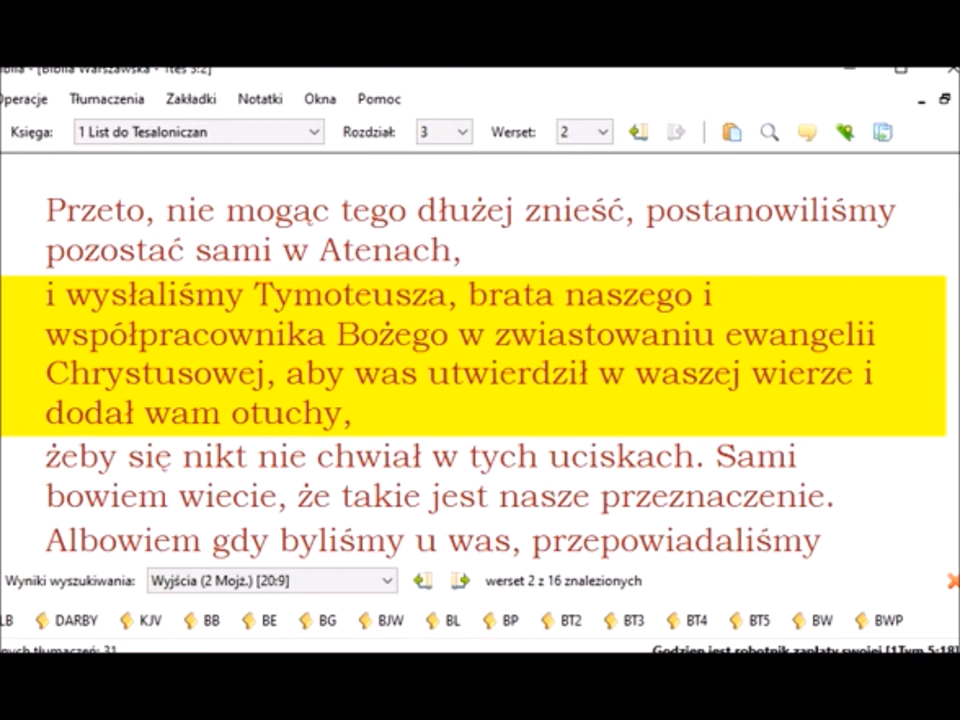 Biblia - [Biblia Warszawska - 1Tes 3:2]
Operacje Tłumaczenia Zakładki Notatki Okna Pomoc
Księga: 1 List do Tesaloniczan Rozdział: 3 Werset: 2
Przeto, nie mogąc tego dłużej znieść, postanowiliśmy
pozostać sami w Atenach,
i wysłaliśmy Tymoteusza, brata naszego i
współpracownika Bożego w zwiastowaniu ewangelii
Chrystusowej, aby was utwierdził w waszej wierze i
dodał wam otuchy,
żeby się nikt nie chwiał w tych uciskach. Sami
bowiem wiecie, że takie jest nasze przeznaczenie.
Albowiem gdy byliśmy u was, przepowiadaliśmy
Wyniki wyszukiwania: Wyjścia (2 Mojż.) [20:9] werset 2 z 16 znalezionych
LB DARBY KJV BB BE BG BJW BL BP BT2 BT3 BT4 BT5 BW BWP
nych tłumaczeń: 31 Godzien jest robotnik zapłaty swojej [1Tym 5:18]